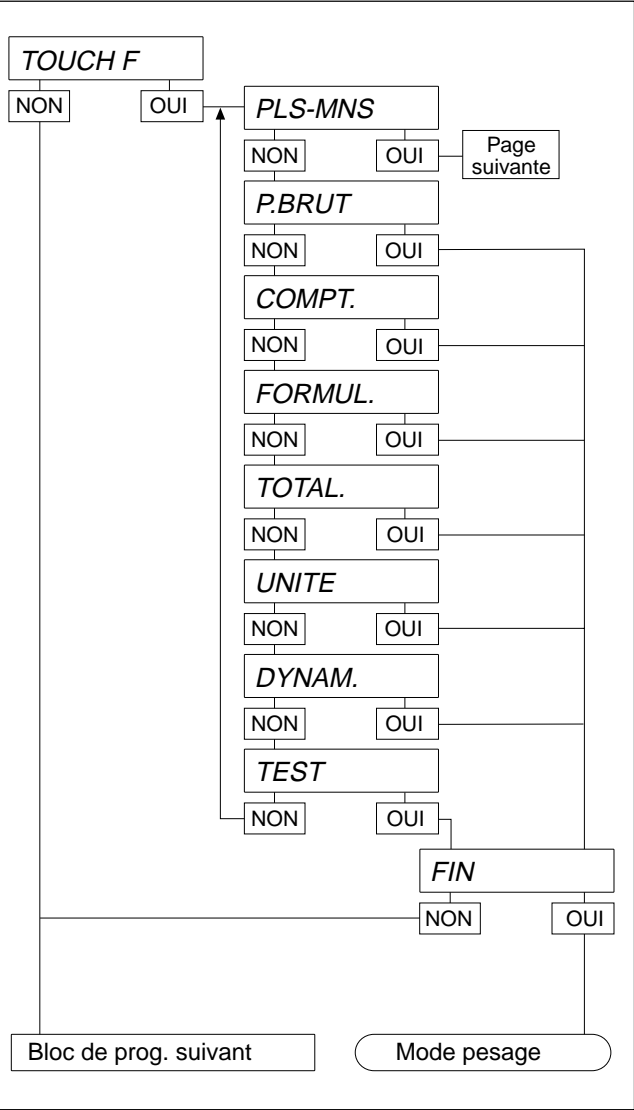 TOUCH F
NON OUI
PLS-MNS
NON OUI
Page
suivante
P.BRUT
NON OUI
COMPT.
NON OUI
FORMUL.
NON OUI
TOTAL.
NON OUI
UNITE
NON OUI
DYNAM.
NON OUI
TEST
NON OUI
FIN
NON OUI
Bloc de prog. suivant
Mode pesage